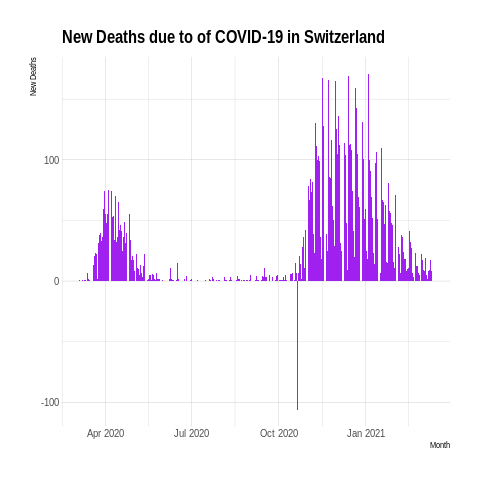 New Deaths due to of COVID-19 in Switzerland
New Deaths
100
0
-100
Apr 2020
Jul 2020
Oct 2020
Jan 2021
Month